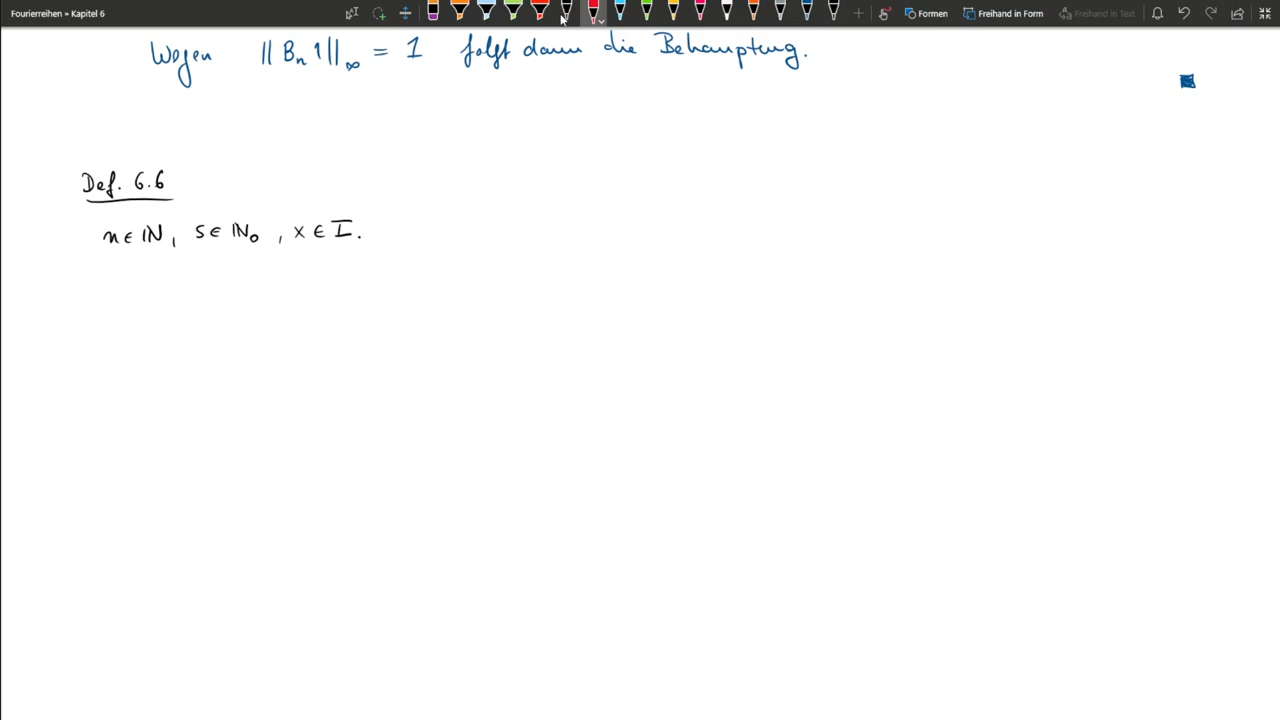 Fourierreihen » Kapitel 6
Formen Freihand in Form Freihand in Text
Wegen ||Bₙ1||∞ = 1 folgt dann die Behauptung.
Def. 6.6
n ∈ ℕ, s ∈ ℕ₀, x ∈ I.